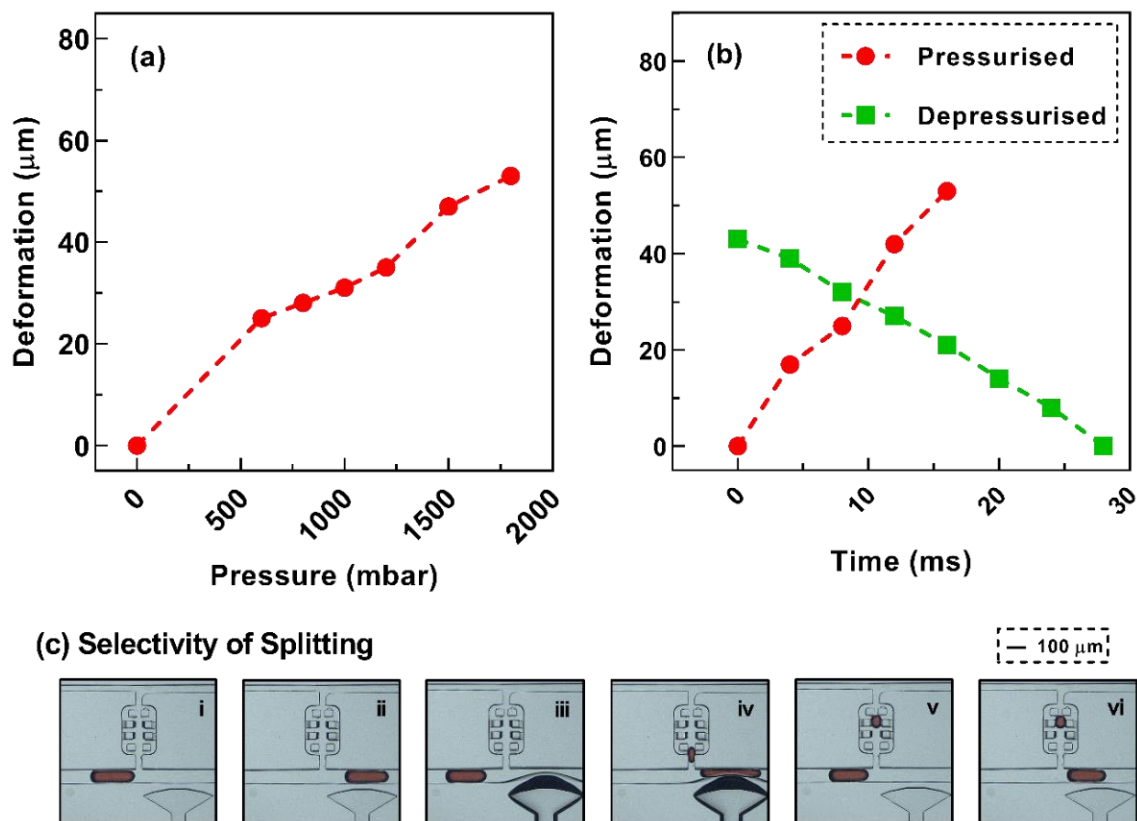 (a)
Deformation (μm)
80
60
40
20
0
0
500
1000
1500
2000
Pressure (mbar)
(b)
Pressurised
Depressurised
Deformation (μm)
80
60
40
20
0
0
10
20
30
Time (ms)
(c) Selectivity of Splitting
100 μm
i
ii
iii
iv
v
vi